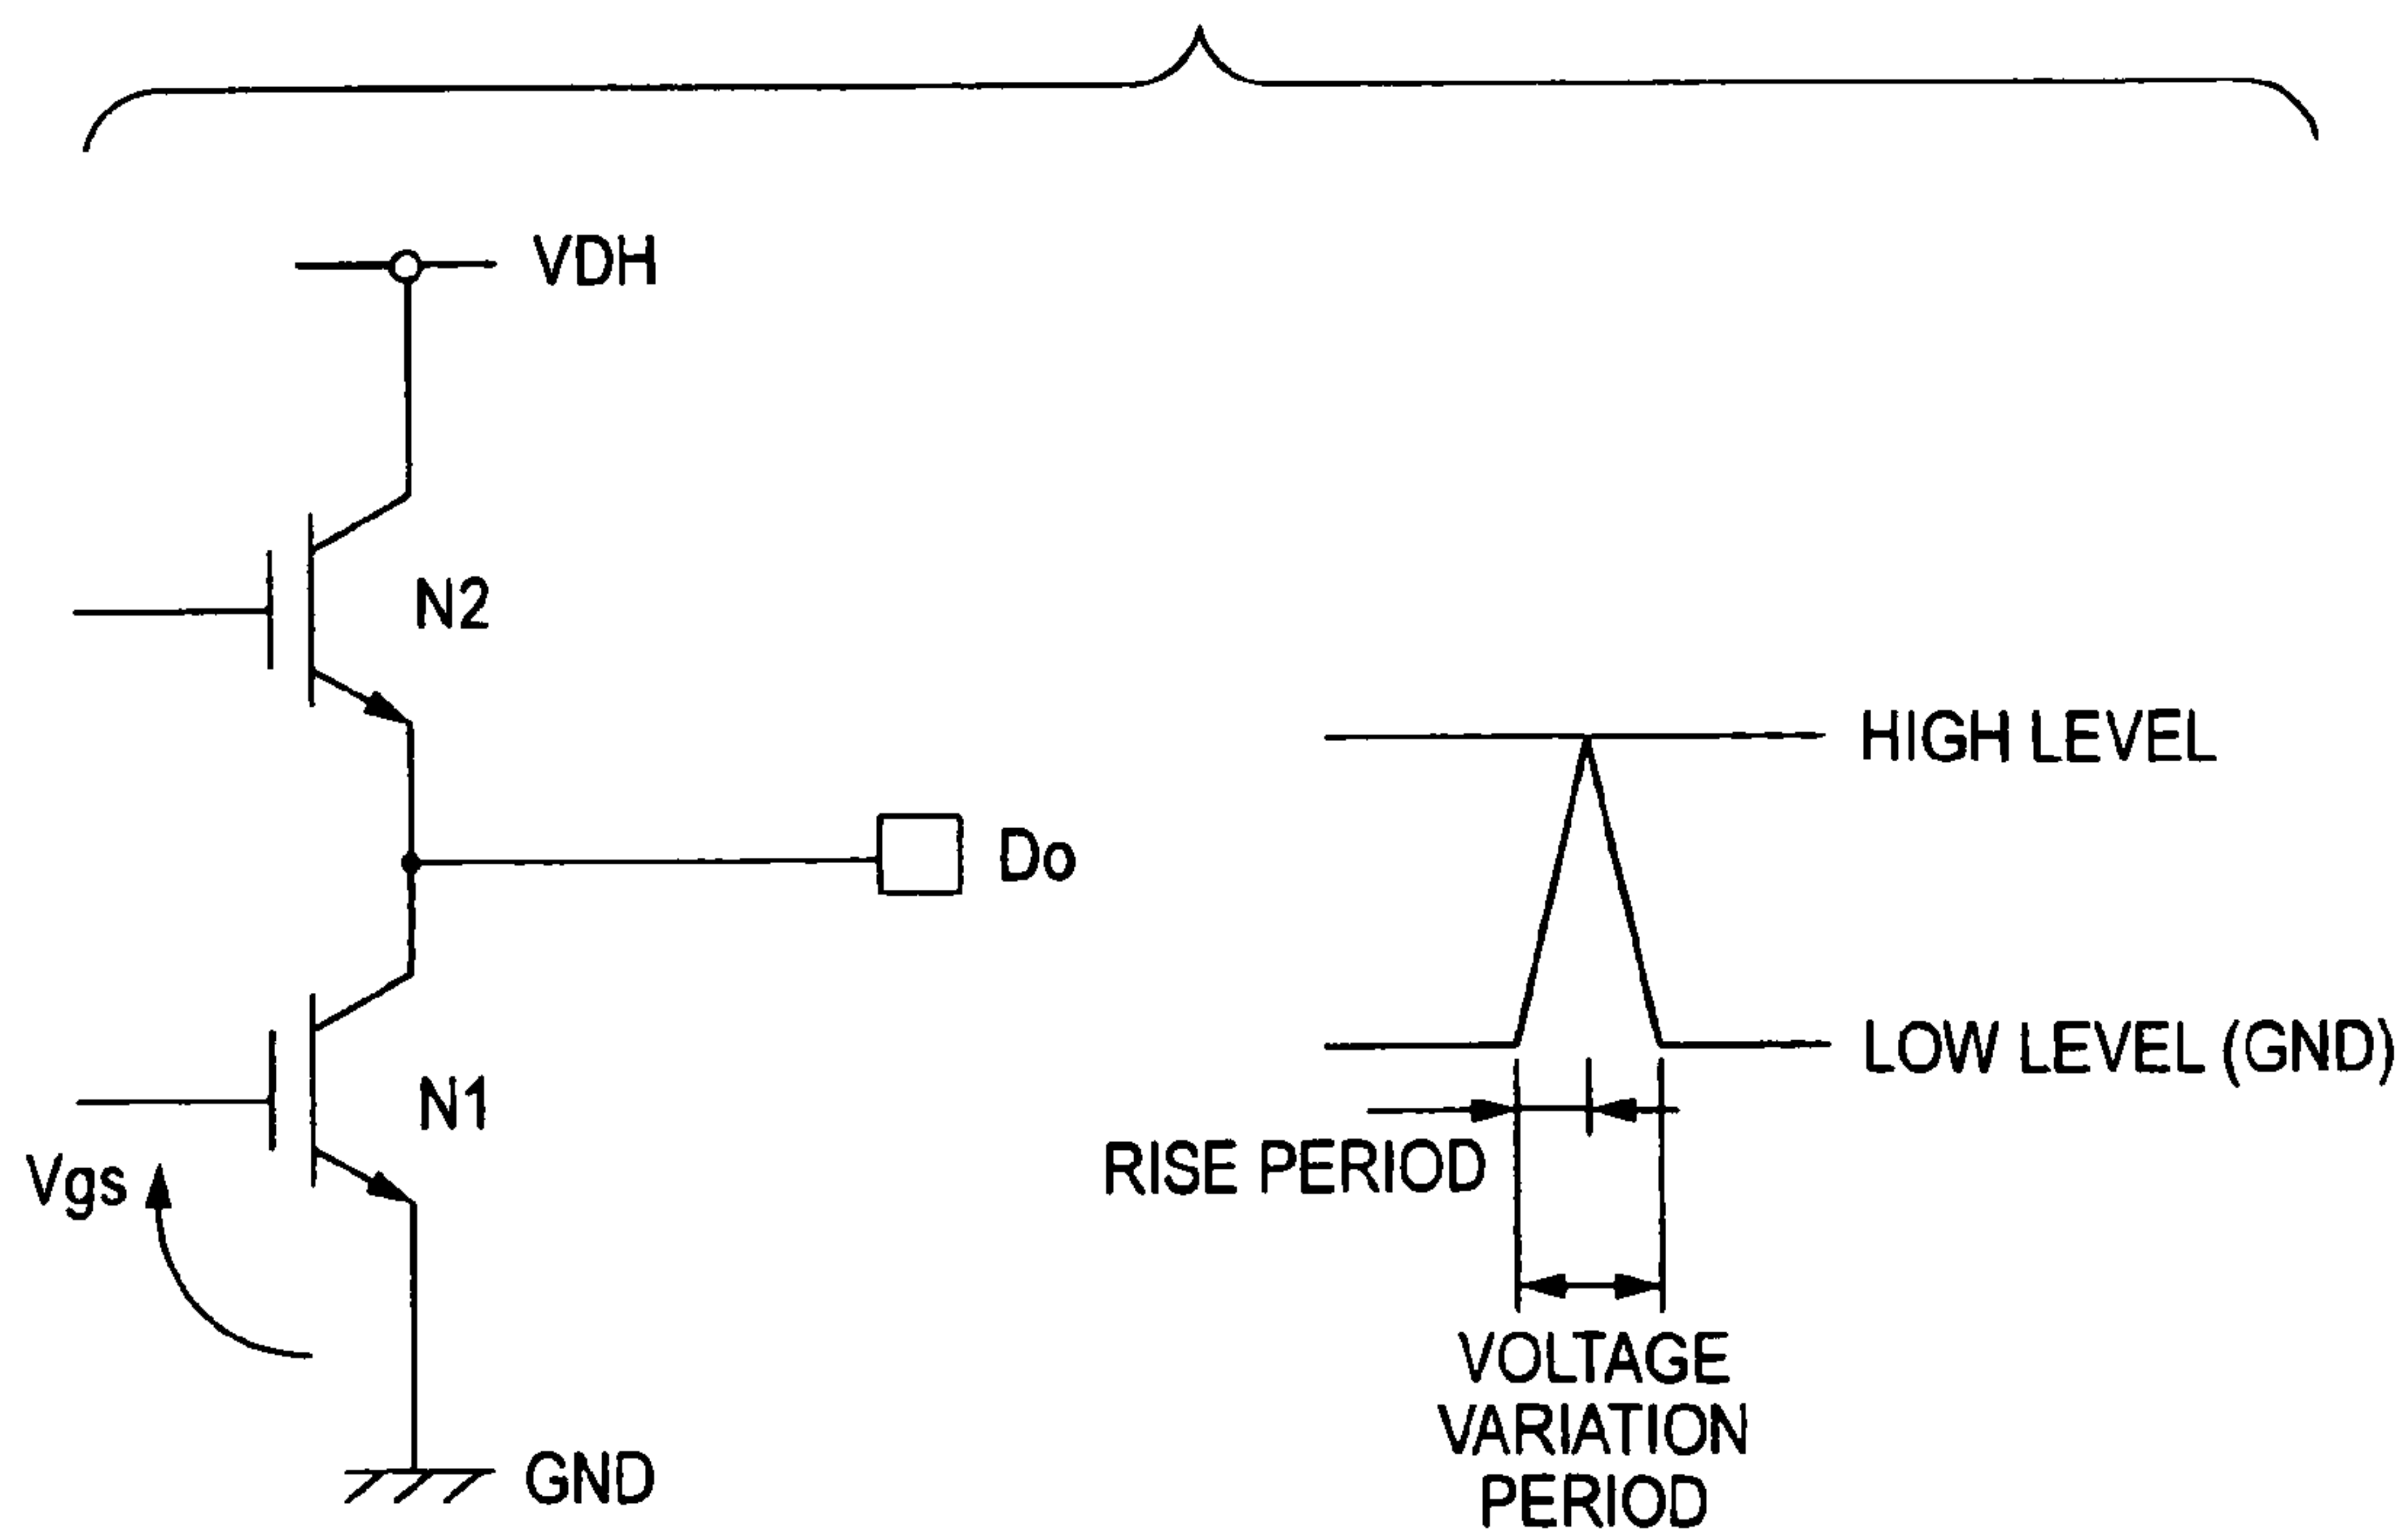 VDH
N2
HIGH LEVEL
Do
LOW LEVEL (GND)
N1
RISE PERIOD
Vgs
VOLTAGE
VARIATION
PERIOD
GND